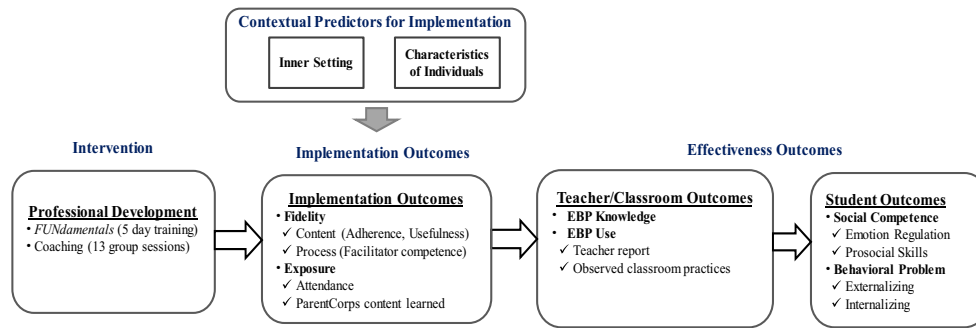 Contextual Predictors for Implementation
Inner Setting
Characteristics
of Individuals
Intervention
Implementation Outcomes
Effectiveness Outcomes
Professional Development
• FUNdamentals (5 day training)
• Coaching (13 group sessions)
Implementation Outcomes
• Fidelity
✓ Content (Adherence, Usefulness)
✓ Process (Facilitator competence)
• Exposure
✓ Attendance
✓ ParentCorps content learned
Teacher/Classroom Outcomes
• EBP Knowledge
• EBP Use
✓ Teacher report
✓ Observed classroom practices
Student Outcomes
• Social Competence
✓ Emotion Regulation
✓ Prosocial Skills
• Behavioral Problem
✓ Externalizing
✓ Internalizing